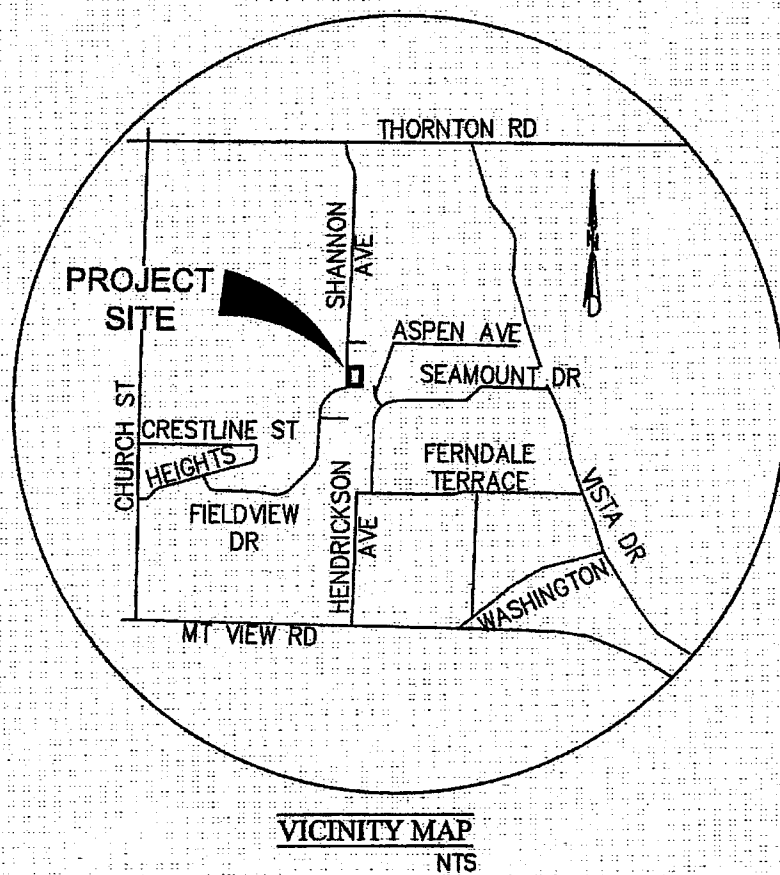 THORNTON RD
SHANNON
AVE
N
PROJECT
SITE
ASPEN AVE
SEAMOUNT DR
CHURCH ST
CRESTLINE ST
HEIGHTS
FIELDVIEW
DR
FERNDALE
TERRACE
HENDRICKSON
AVE
VISTA DR
WASHINGTON
MT VIEW RD
VICINITY MAP
NTS